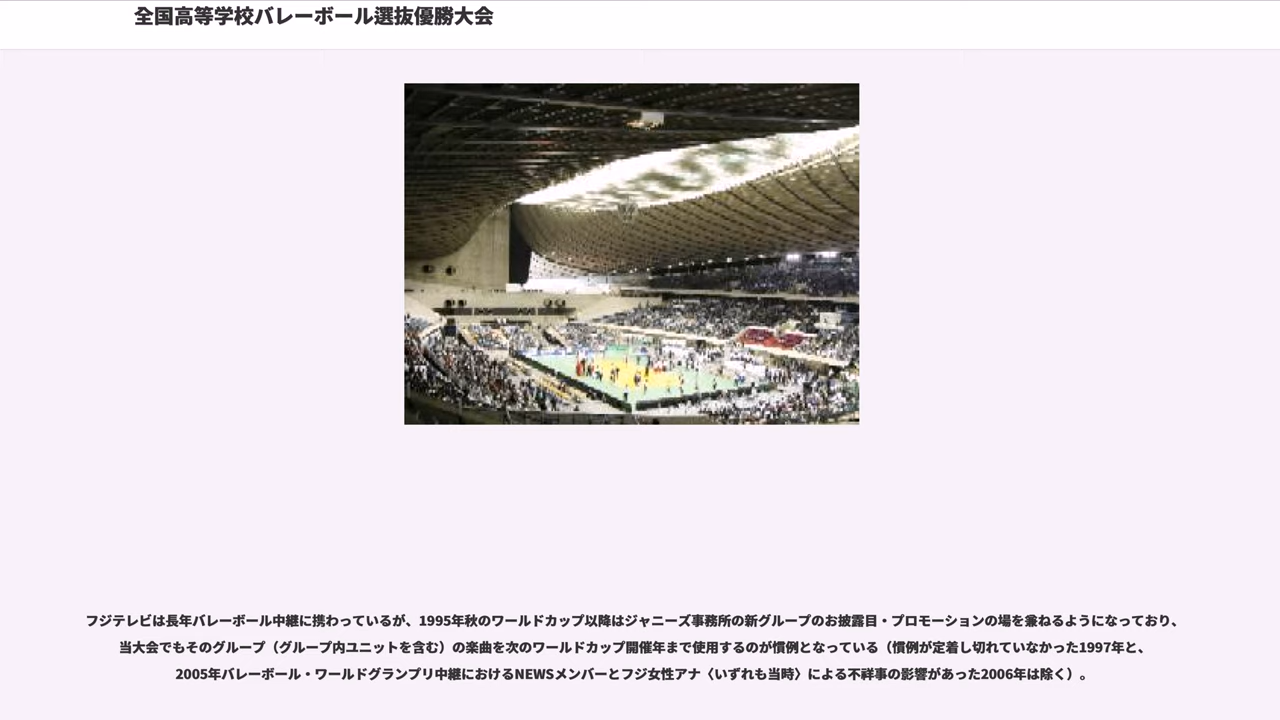 全国高等学校バレーボール選抜優勝大会
フジテレビは長年バレーボール中継に携わっているが、1995年秋のワールドカップ以降はジャニーズ事務所の新グループのお披露目・プロモーションの場を兼ねるようになっており、
当大会でもそのグループ（グループ内ユニットを含む）の楽曲を次のワールドカップ開催年まで使用するのが慣例となっている（慣例が定着し切れていなかった1997年と、
2005年バレーボール・ワールドグランプリ中継におけるNEWSメンバーとフジ女性アナ〈いずれも当時〉による不祥事の影響があった2006年は除く）。